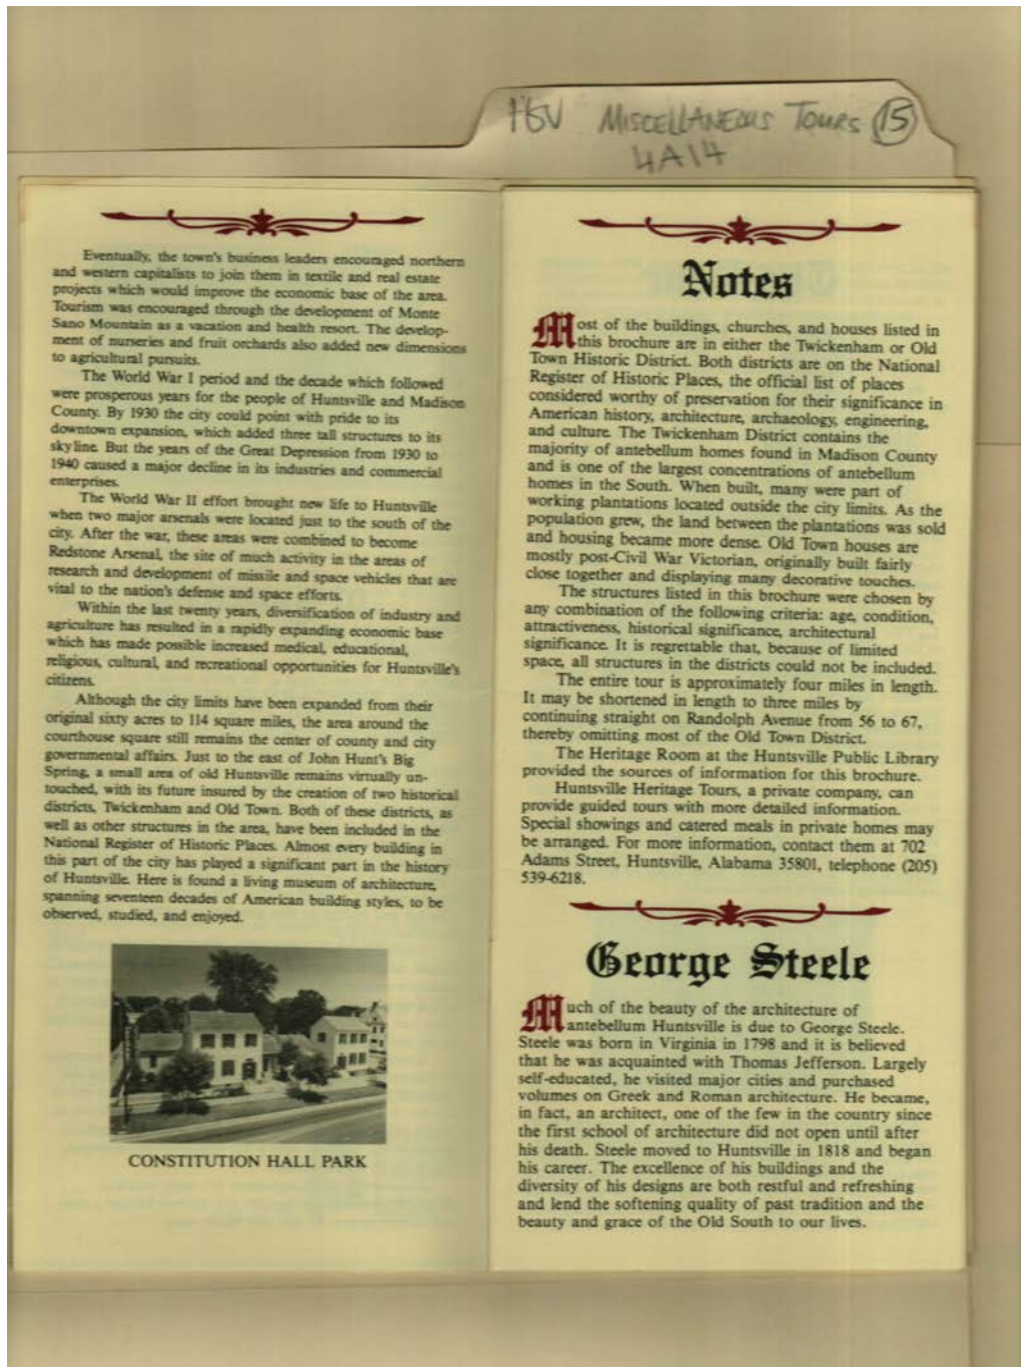 HSV MISCELLANEOUS TOURS 15
4A14
Eventually, the town's business leaders encouraged northern
and western capitalists to join them in textile and real estate
projects which would improve the economic base of the area.
Tourism was encouraged through the development of Monte
Sano Mountain as a vacation and health resort. The develop-
ment of nurseries and fruit orchards also added new dimensions
to agricultural pursuits.
The World War I period and the decade which followed
were prosperous years for the people of Huntsville and Madison
County. By 1930 the city could point with pride to its
downtown expansion, which added three tall structures to its
skyline. But the years of the Great Depression from 1930 to
1940 caused a major decline in its industries and commercial
enterprises.
The World War II effort brought new life to Huntsville
when two major arsenals were located just to the south of the
city. After the war, these areas were combined to become
Redstone Arsenal, the site of much activity in the areas of
research and development of missile and space vehicles that are
vital to the nation's defense and space efforts.
Within the last twenty years, diversification of industry and
agriculture has resulted in a rapidly expanding economic base
which has made possible increased medical, educational,
religious, cultural, and recreational opportunities for Huntsville's
citizens.
Although the city limits have been expanded from their
original sixty acres to 114 square miles, the area around the
courthouse square still remains the center of county and city
governmental affairs. Just to the east of John Hunt's Big
Spring, a small area of old Huntsville remains virtually un-
touched, with its future insured by the creation of two historical
districts, Twickenham and Old Town. Both of these districts, as
well as other structures in the area, have been included in the
National Register of Historic Places. Almost every building in
this part of the city has played a significant part in the history
of Huntsville. Here is found a living museum of architecture,
spanning seventeen decades of American building styles, to be
observed, studied, and enjoyed.
CONSTITUTION HALL PARK
Notes
Most of the buildings, churches, and houses listed in
this brochure are in either the Twickenham or Old
Town Historic District. Both districts are on the National
Register of Historic Places, the official list of places
considered worthy of preservation for their significance in
American history, architecture, archaeology, engineering,
and culture. The Twickenham District contains the
majority of antebellum homes found in Madison County
and is one of the largest concentrations of antebellum
homes in the South. When built, many were part of
working plantations located outside the city limits. As the
population grew, the land between the plantations was sold
and housing became more dense. Old Town houses are
mostly post-Civil War Victorian, originally built fairly
close together and displaying many decorative touches.
The structures listed in this brochure were chosen by
any combination of the following criteria: age, condition,
attractiveness, historical significance, architectural
significance. It is regrettable that, because of limited
space, all structures in the districts could not be included.
The entire tour is approximately four miles in length.
It may be shortened in length to three miles by
continuing straight on Randolph Avenue from 56 to 67,
thereby omitting most of the Old Town District.
The Heritage Room at the Huntsville Public Library
provided the sources of information for this brochure.
Huntsville Heritage Tours, a private company, can
provide guided tours with more detailed information.
Special showings and catered meals in private homes may
be arranged. For more information, contact them at 702
Adams Street, Huntsville, Alabama 35801, telephone (205)
539-6218.
George Steele
Much of the beauty of the architecture of
antebellum Huntsville is due to George Steele.
Steele was born in Virginia in 1798 and it is believed
that he was acquainted with Thomas Jefferson. Largely
self-educated, he visited major cities and purchased
volumes on Greek and Roman architecture. He became,
in fact, an architect, one of the few in the country since
the first school of architecture did not open until after
his death. Steele moved to Huntsville in 1818 and began
his career. The excellence of his buildings and the
diversity of his designs are both restful and refreshing
and lend the softening quality of past tradition and the
beauty and grace of the Old South to our lives.